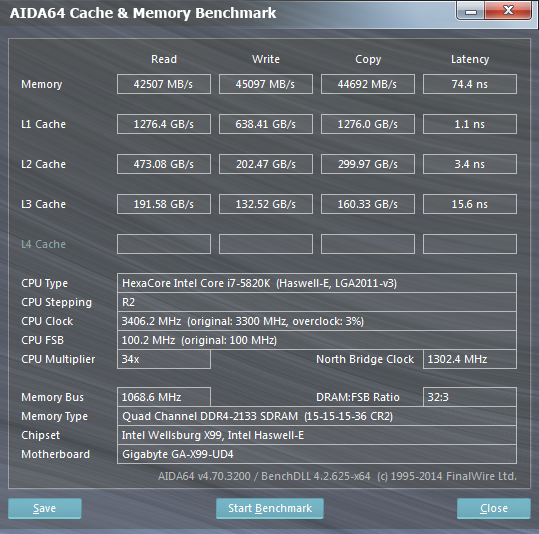 AIDA64 Cache & Memory Benchmark
Read Write Copy Latency
Memory 42507 MB/s 45097 MB/s 44692 MB/s 74.4 ns
L1 Cache 1276.4 GB/s 638.41 GB/s 1276.0 GB/s 1.1 ns
L2 Cache 473.08 GB/s 202.47 GB/s 299.97 GB/s 3.4 ns
L3 Cache 191.58 GB/s 132.52 GB/s 160.33 GB/s 15.6 ns
L4 Cache
CPU Type HexaCore Intel Core i7-5820K (Haswell-E, LGA2011-v3)
CPU Stepping R2
CPU Clock 3406.2 MHz (original: 3300 MHz, overclock: 3%)
CPU FSB 100.2 MHz (original: 100 MHz)
CPU Multiplier 34x North Bridge Clock 1302.4 MHz
Memory Bus 1068.6 MHz DRAM:FSB Ratio 32:3
Memory Type Quad Channel DDR4-2133 SDRAM (15-15-15-36 CR2)
Chipset Intel Wellsburg X99, Intel Haswell-E
Motherboard Gigabyte GA-X99-UD4
AIDA64 v4.70.3200 / BenchDLL 4.2.625-x64 (c) 1995-2014 FinalWire Ltd.
Save Start Benchmark Close